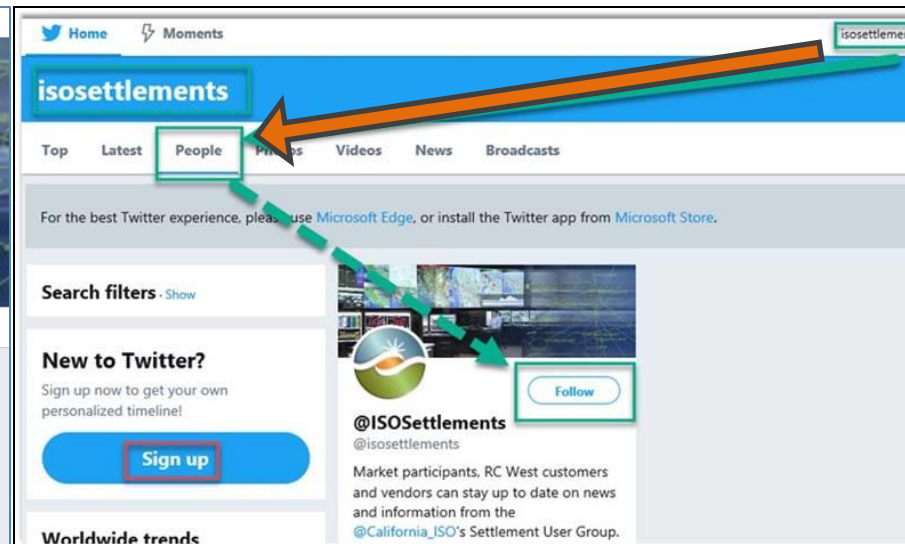 Home Moments
isosettlements
Top Latest People Photos Videos News Broadcasts
For the best Twitter experience, please use Microsoft Edge, or install the Twitter app from Microsoft Store.
Search filters · Show
New to Twitter?
Sign up now to get your own
personalized timeline!
Sign up
Worldwide trends
Follow
@ISOSettlements
@isosettlements
Market participants, RC West customers
and vendors can stay up to date on news
and information from the
@California_ISO's Settlement User Group.